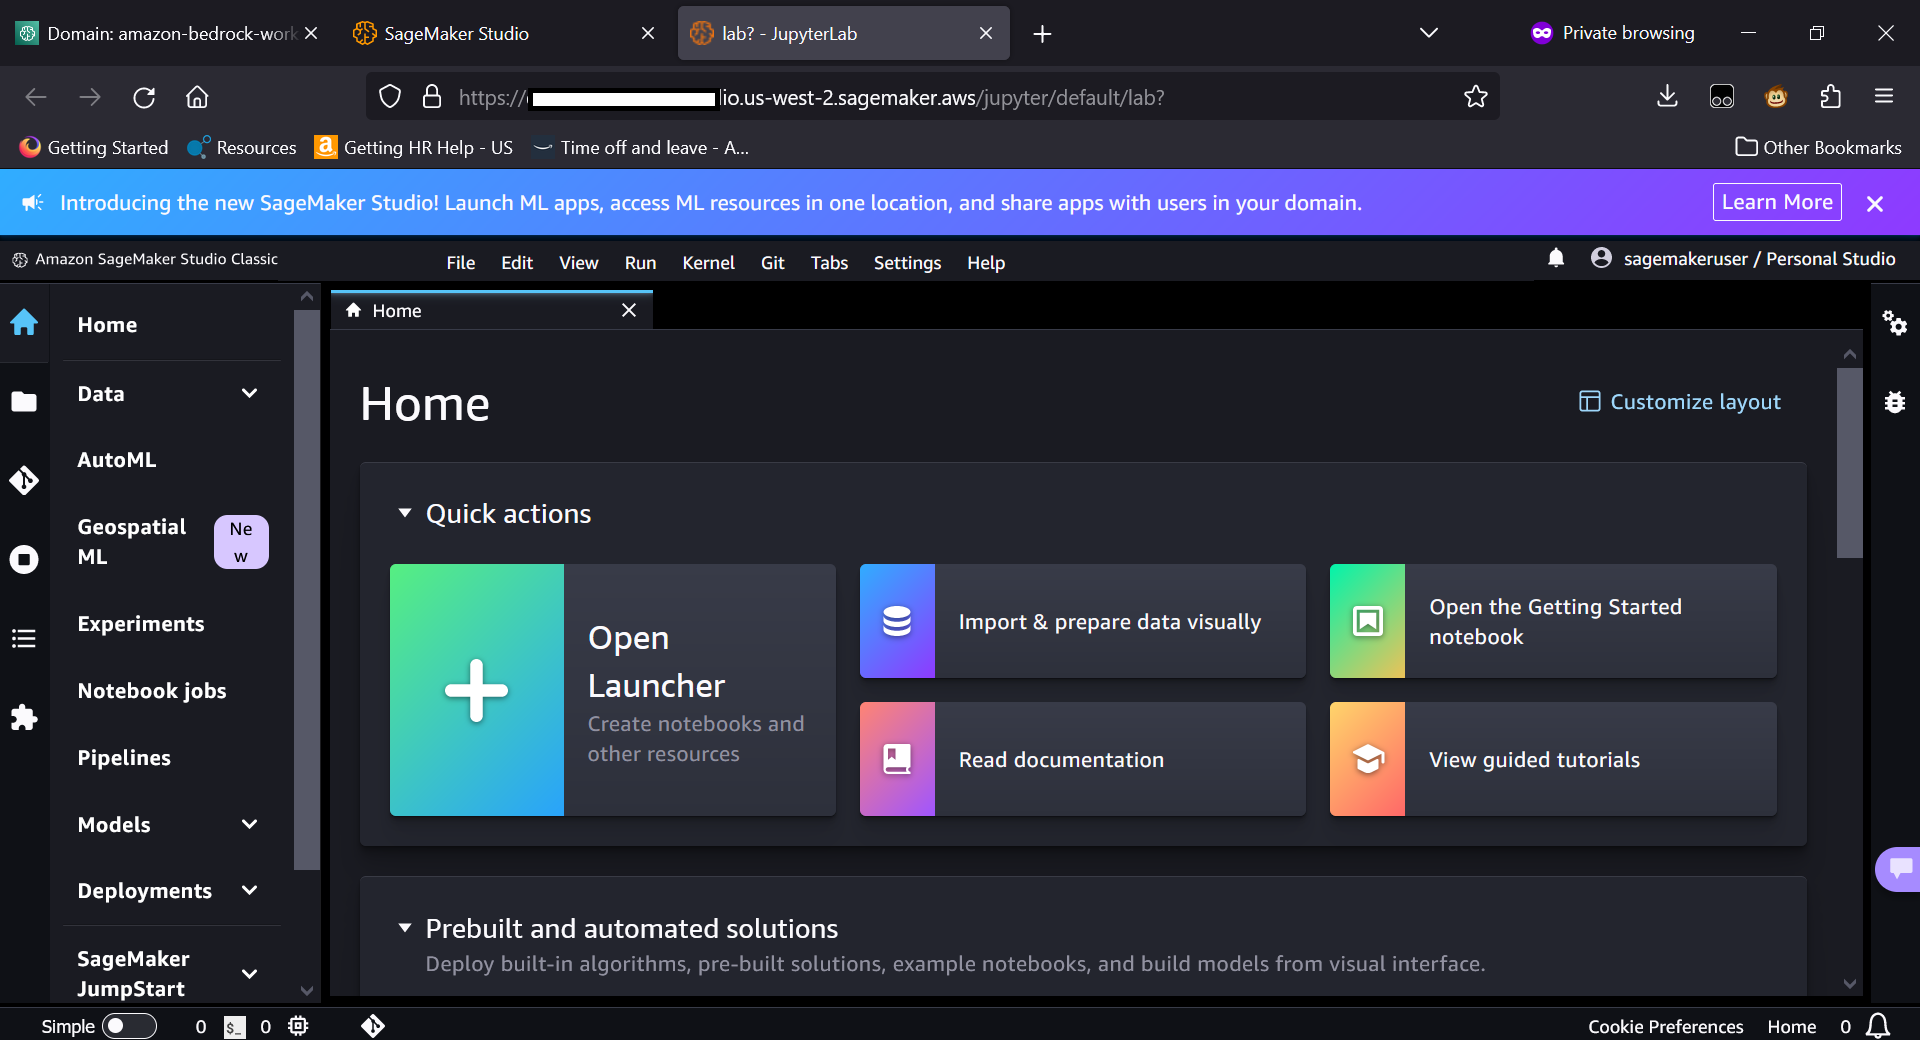 Domain: amazon-bedrock-work
SageMaker Studio
lab? - JupyterLab
Private browsing
https://
io.us-west-2.sagemaker.aws/jupyter/default/lab?
Getting Started
Resources
Getting HR Help - US
Time off and leave - A...
Other Bookmarks
Introducing the new SageMaker Studio! Launch ML apps, access ML resources in one location, and share apps with users in your domain.
Learn More
Amazon SageMaker Studio Classic
File Edit View Run Kernel Git Tabs Settings Help
sagemakeruser / Personal Studio
Home
Data
AutoML
Geospatial
ML
Ne
w
Experiments
Notebook jobs
Pipelines
Models
Deployments
SageMaker
JumpStart
Home
Home
Customize layout
Quick actions
Open
Launcher
Create notebooks and
other resources
Import & prepare data visually
Open the Getting Started
notebook
Read documentation
View guided tutorials
Prebuilt and automated solutions
Deploy built-in algorithms, pre-built solutions, example notebooks, and build models from visual interface.
Simple
0
$_
0
Cookie Preferences
Home
0